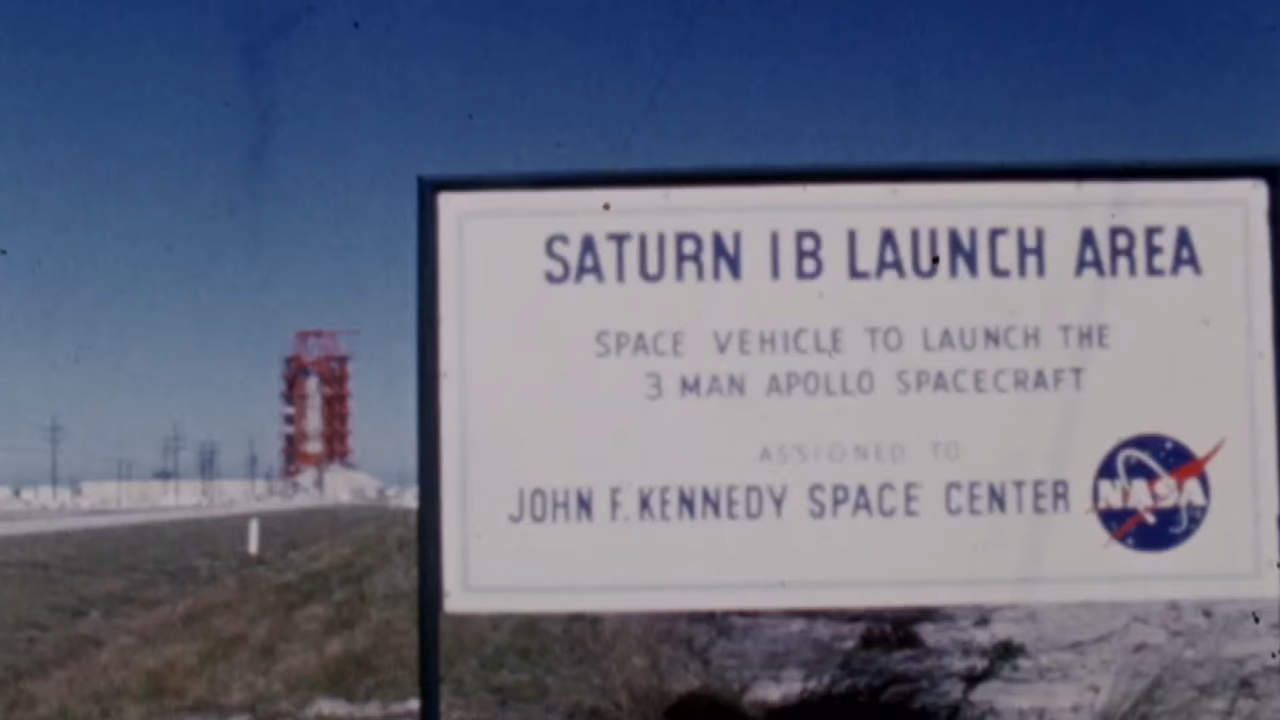 SATURN IB LAUNCH AREA
SPACE VEHICLE TO LAUNCH THE
3 MAN APOLLO SPACECRAFT
ASSIGNED TO
JOHN F. KENNEDY SPACE CENTER
NASA